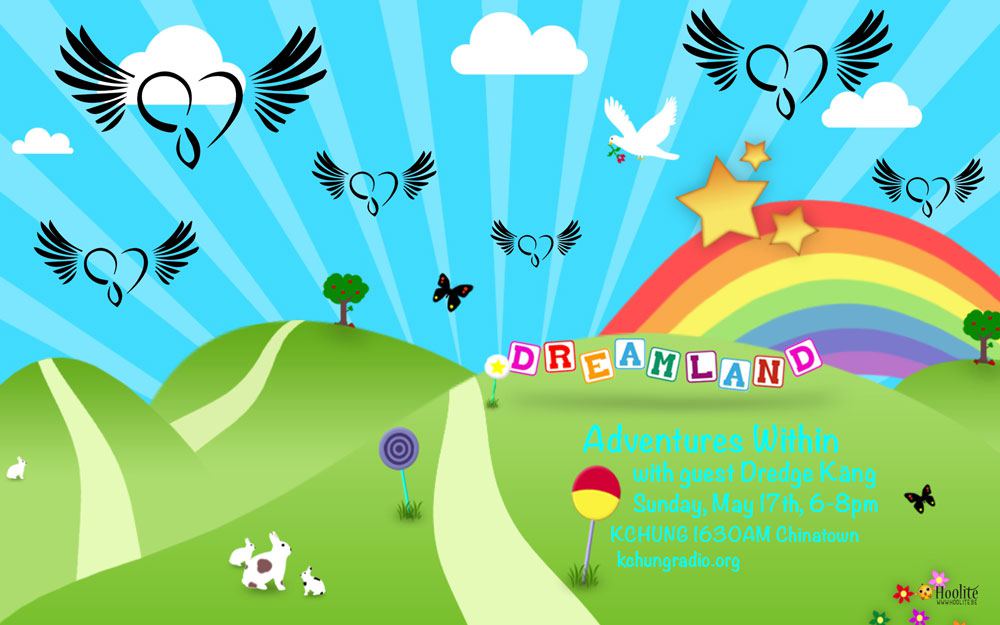 DREAMLAND
Adventures Within
with guest Dredge Kang
Sunday, May 17th, 6-8pm
KCHUNG 1630AM Chinatown
kchungradio.org
Hoolité
WWW.HOOLITE.BE